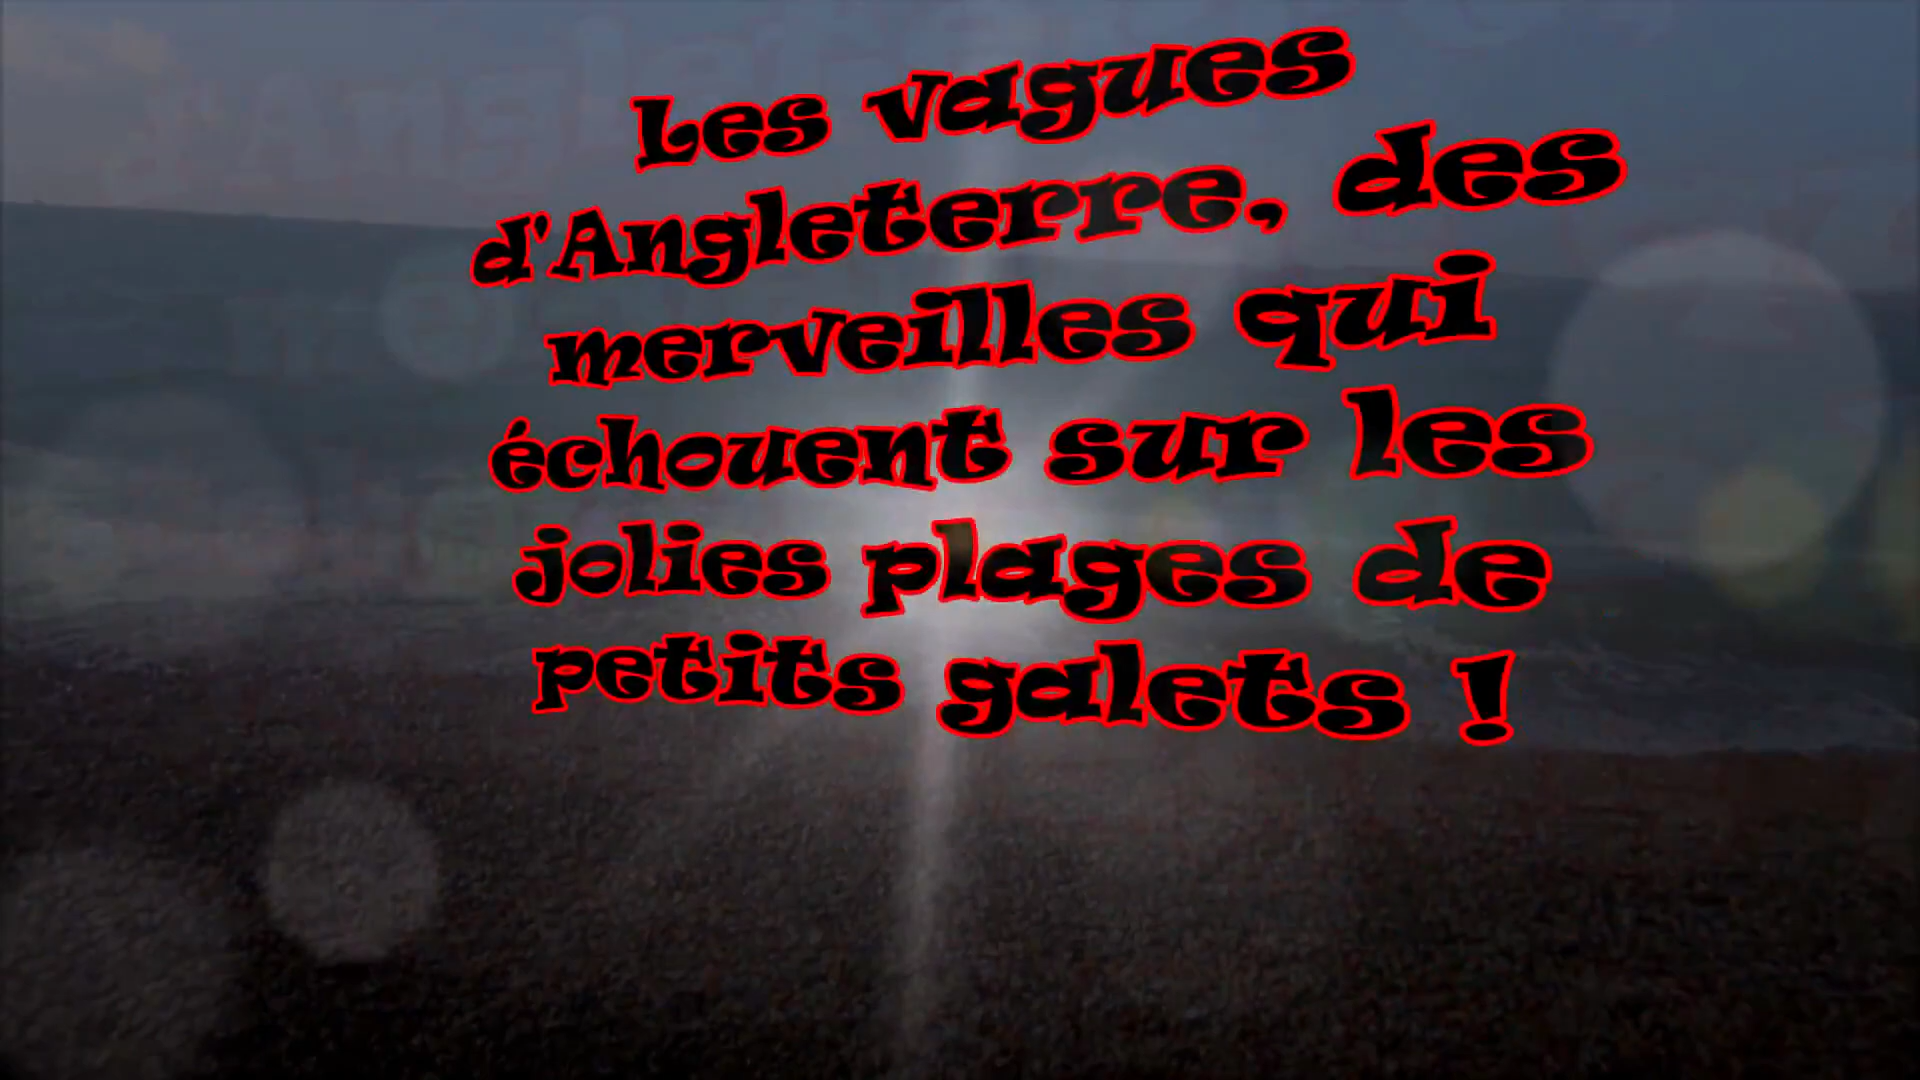 Les vagues
d'Angleterre, des
merveilles qui
échouent sur les
jolies plages de
petits galets !